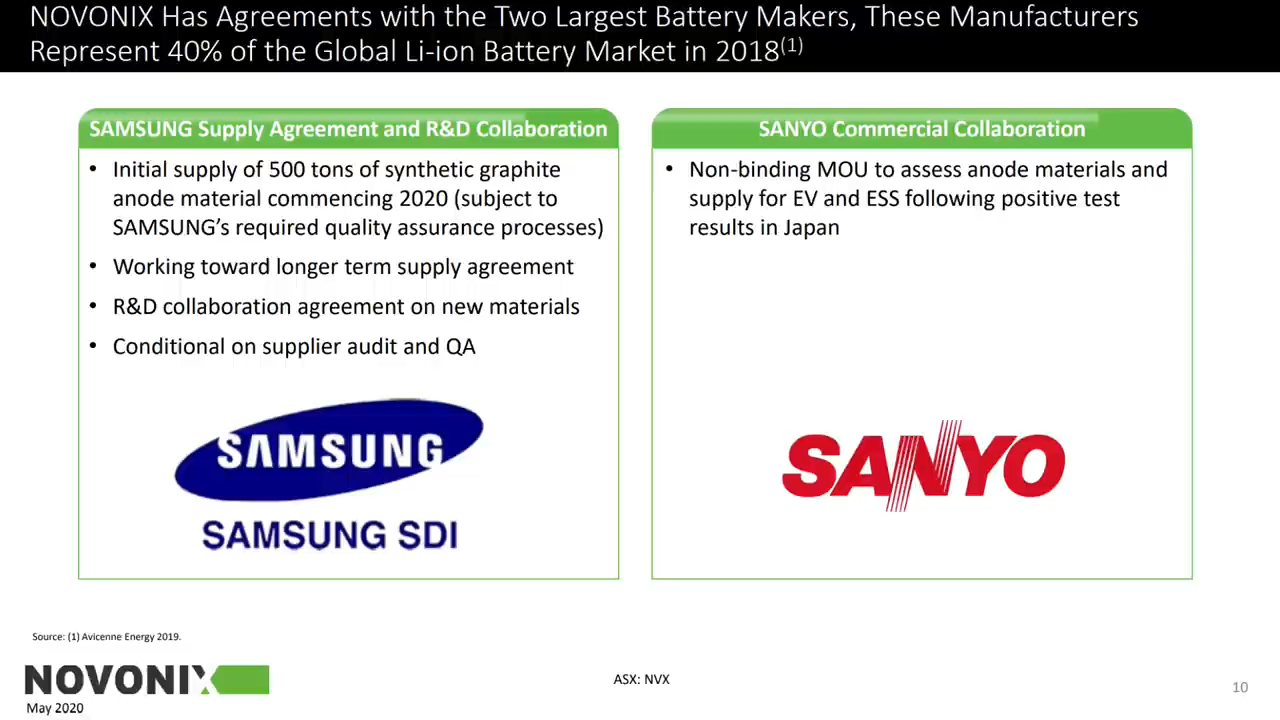 NOVONIX Has Agreements with the Two Largest Battery Makers, These Manufacturers
Represent 40% of the Global Li-ion Battery Market in 2018(1)
SAMSUNG Supply Agreement and R&D Collaboration
• Initial supply of 500 tons of synthetic graphite
anode material commencing 2020 (subject to
SAMSUNG’s required quality assurance processes)
• Working toward longer term supply agreement
• R&D collaboration agreement on new materials
• Conditional on supplier audit and QA
SAMSUNG
SAMSUNG SDI
SANYO Commercial Collaboration
• Non-binding MOU to assess anode materials and
supply for EV and ESS following positive test
results in Japan
SANYO
Source: (1) Avicenne Energy 2019.
NOVONIX
May 2020
ASX: NVX
10